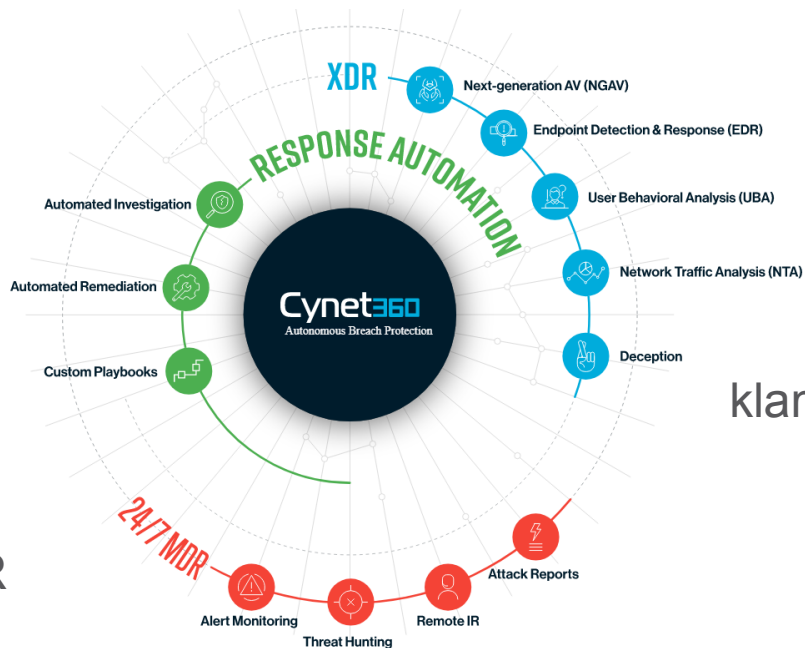 XDR
Next-generation AV (NGAV)
Endpoint Detection & Response (EDR)
User Behavioral Analysis (UBA)
Network Traffic Analysis (NTA)
Deception
RESPONSE AUTOMATION
Automated Investigation
Automated Remediation
Custom Playbooks
Cynet360
Autonomous Breach Protection
24/7 MDR
Alert Monitoring
Threat Hunting
Remote IR
Attack Reports
klar
R